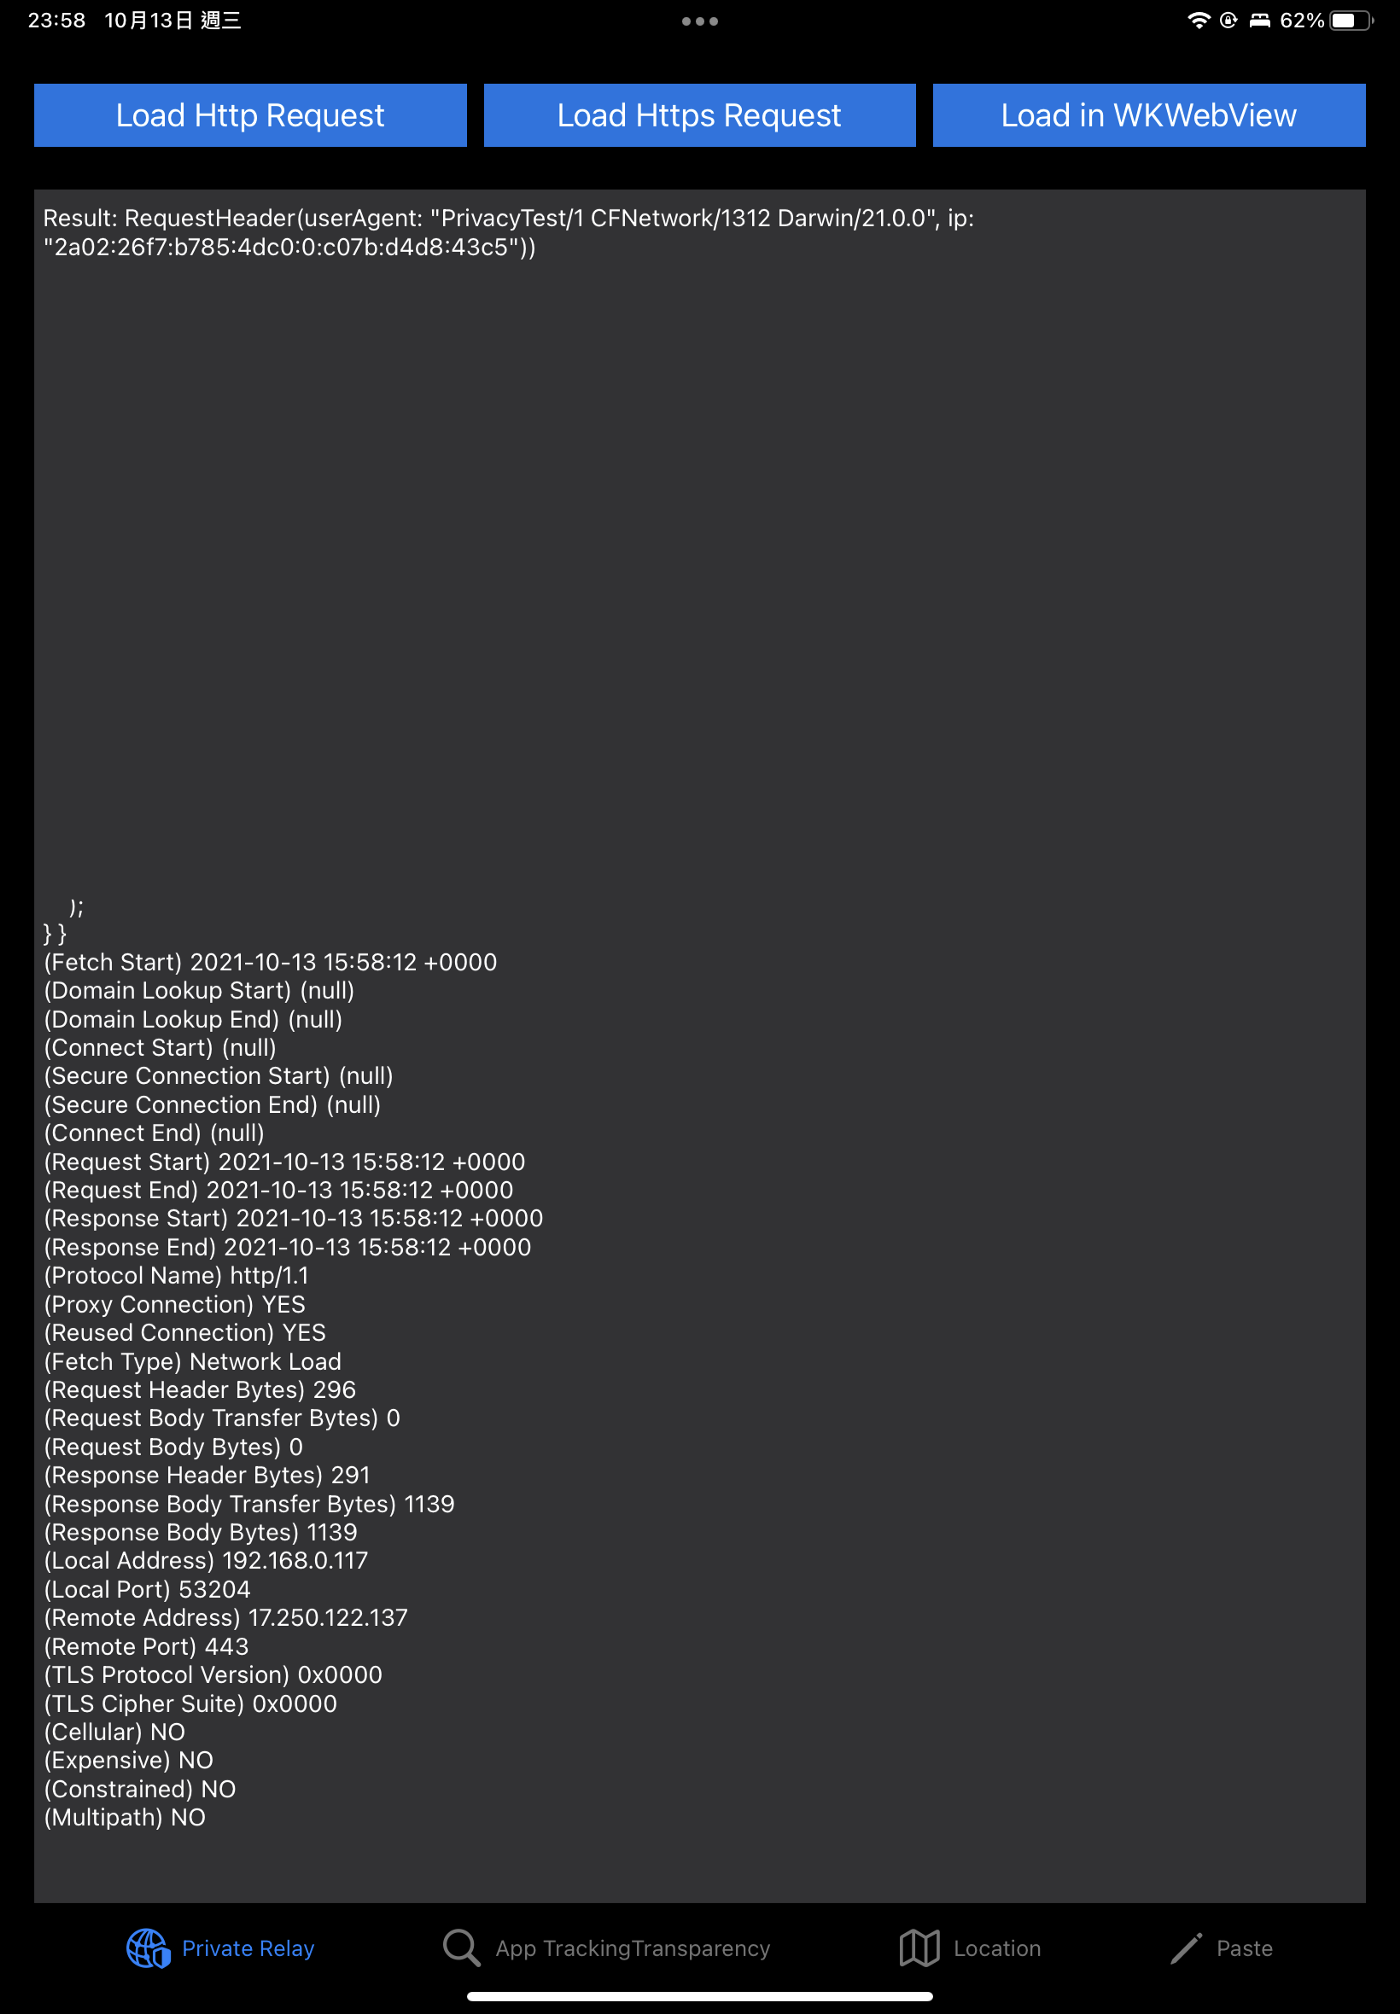 23:58 10月13日 週三
62%
Load Http Request
Load Https Request
Load in WKWebView
Result: RequestHeader(userAgent: "PrivacyTest/1 CFNetwork/1312 Darwin/21.0.0", ip:
"2a02:26f7:b785:4dc0:0:c07b:d4d8:43c5"))
);
} }
(Fetch Start) 2021-10-13 15:58:12 +0000
(Domain Lookup Start) (null)
(Domain Lookup End) (null)
(Connect Start) (null)
(Secure Connection Start) (null)
(Secure Connection End) (null)
(Connect End) (null)
(Request Start) 2021-10-13 15:58:12 +0000
(Request End) 2021-10-13 15:58:12 +0000
(Response Start) 2021-10-13 15:58:12 +0000
(Response End) 2021-10-13 15:58:12 +0000
(Protocol Name) http/1.1
(Proxy Connection) YES
(Reused Connection) YES
(Fetch Type) Network Load
(Request Header Bytes) 296
(Request Body Transfer Bytes) 0
(Request Body Bytes) 0
(Response Header Bytes) 291
(Response Body Transfer Bytes) 1139
(Response Body Bytes) 1139
(Local Address) 192.168.0.117
(Local Port) 53204
(Remote Address) 17.250.122.137
(Remote Port) 443
(TLS Protocol Version) 0x0000
(TLS Cipher Suite) 0x0000
(Cellular) NO
(Expensive) NO
(Constrained) NO
(Multipath) NO
Private Relay
App TrackingTransparency
Location
Paste